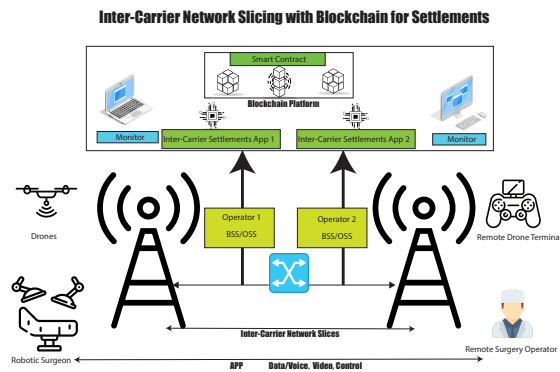 Inter-Carrier Network Slicing with Blockchain for Settlements
Smart Contract
Blockchain Platform
Monitor
Inter-Carrier Settlements App 1
Inter-Carrier Settlements App 2
Monitor
Operator 1
BSS/OSS
Operator 2
BSS/OSS
Drones
Remote Drone Termina
Inter-Carrier Network Slices
Robotic Surgeon
Remote Surgery Operator
APP Data/Voice, Video, Control